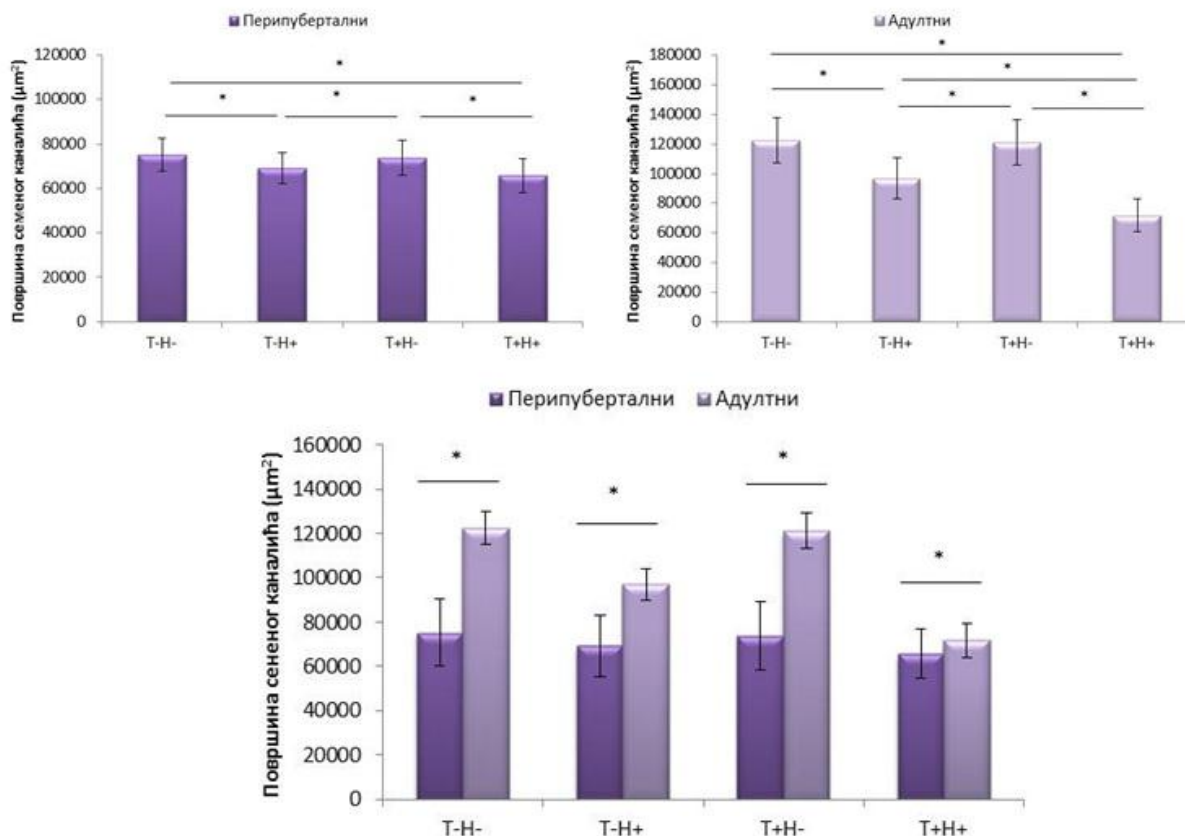 Перипубертални
Површина семеног каналића (μm²)
120000
100000
80000
60000
40000
20000
0
* * * *
T-H- T-H+ T+H- T+H+
Адултни
Површина семеног каналића (μm²)
180000
160000
140000
120000
100000
80000
60000
40000
20000
0
* * * * *
T-H- T-H+ T+H- T+H+
Перипубертални Адултни
Површина сененог каналића (μm²)
160000
140000
120000
100000
80000
60000
40000
20000
0
* * * *
T-H- T-H+ T+H- T+H+